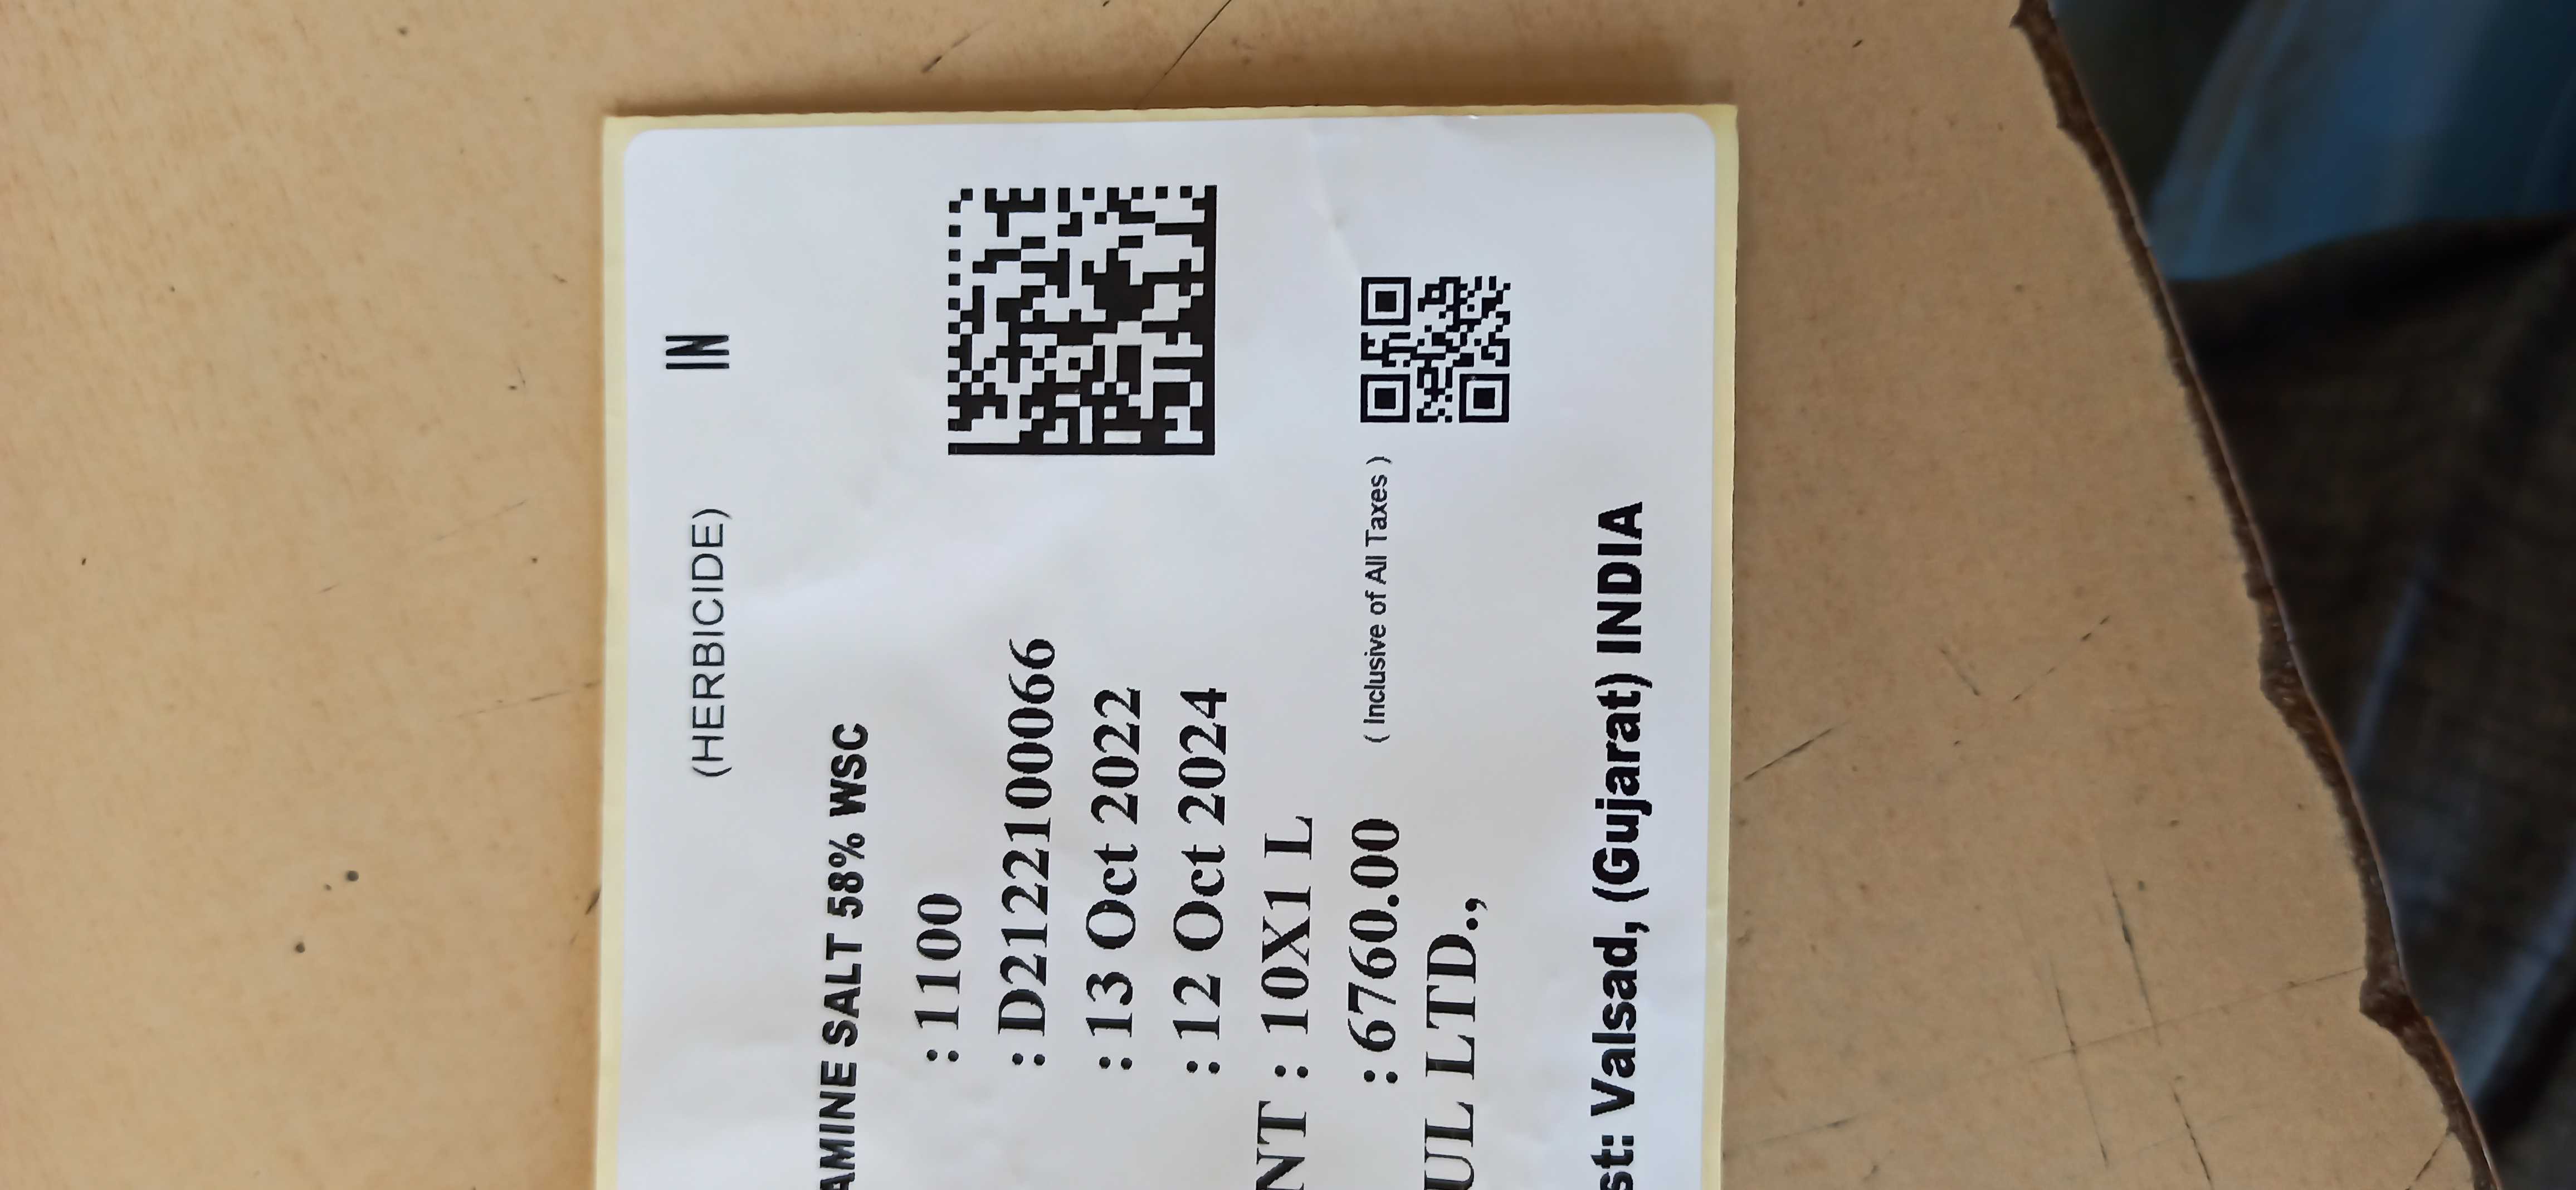 (HERBICIDE) IN
AMINE SALT 58% WSC
: 1100
: D2122100066
: 13 Oct 2022
: 12 Oct 2024
NT : 10X1 L
: 6760.00 ( Inclusive of All Taxes )
UL LTD.,
st: Valsad, (Gujarat) INDIA